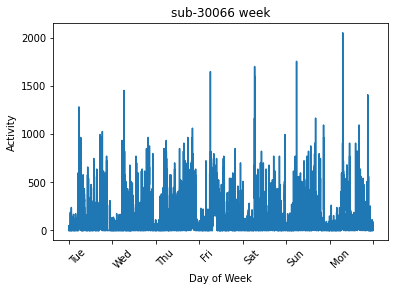 sub-30066 week
2000
1500
1000
500
0
Activity
Tue
Wed
Thu
Fri
Sat
Sun
Mon
Day of Week